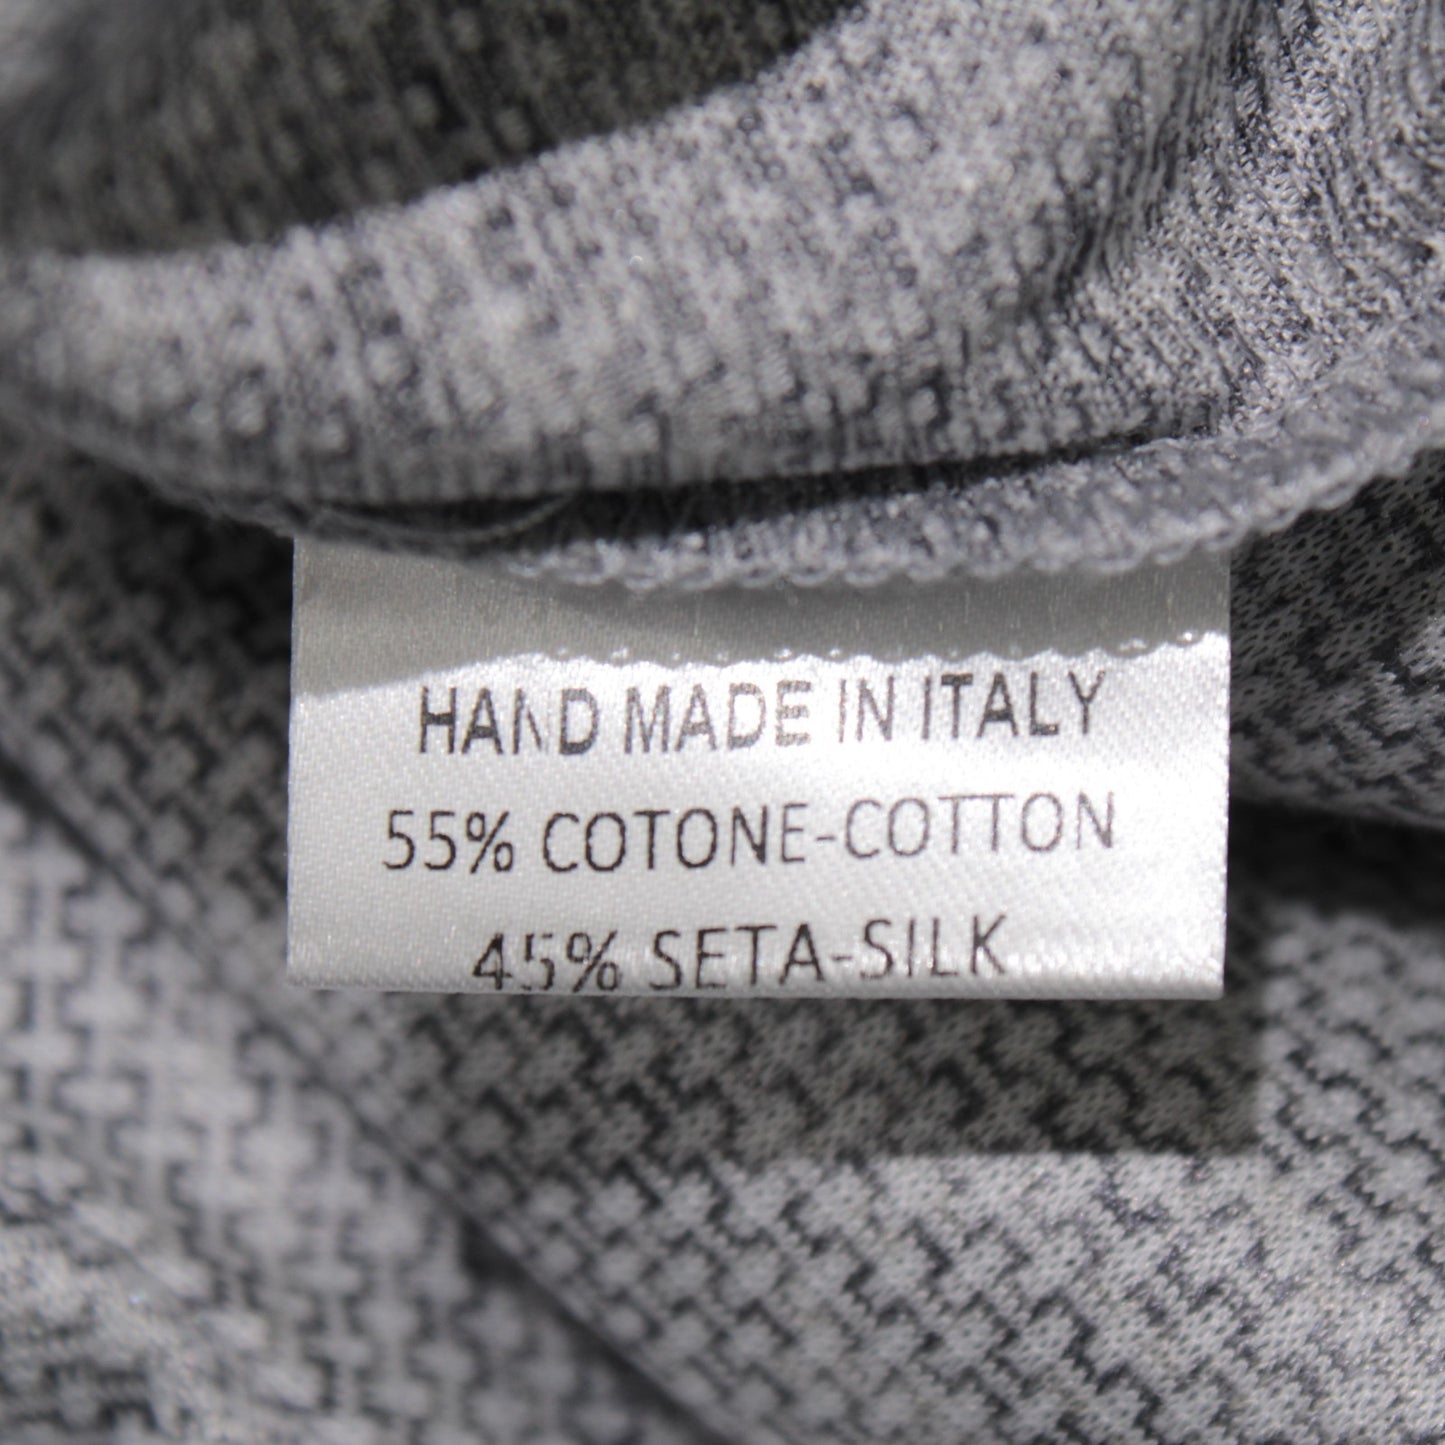 HAND MADE IN ITALY
55% COTONE-COTTON
45% SETA-SILK